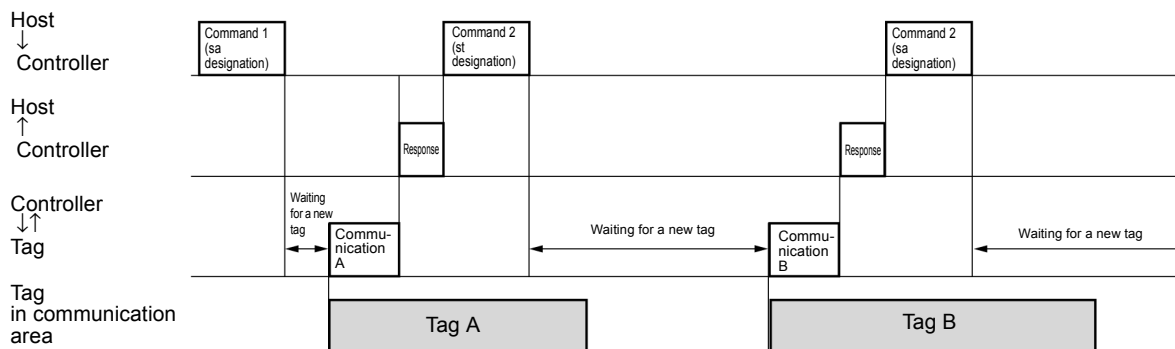 Host
↓
Controller
Command 1
(sa
designation)
Command 2
(st
designation)
Command 2
(sa
designation)
Host
↑
Controller
Response
Response
Controller
↓↑
Tag
Waiting
for a new
tag
Commu-
nication
A
Waiting for a new tag
Commu-
nication
B
Waiting for a new tag
Tag
in communication
area
Tag A
Tag B